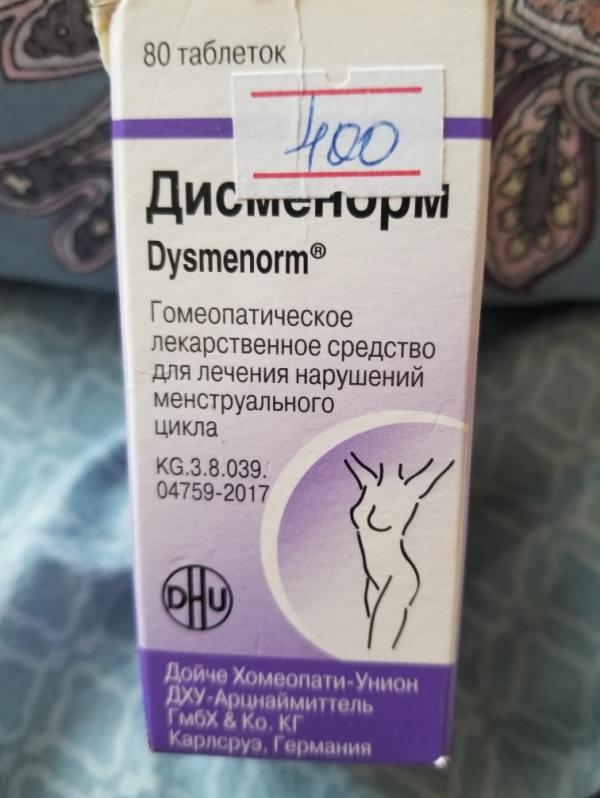 80 таблеток
400
Дисменорм
Dysmenorm®
Гомеопатическое
лекарственное средство
для лечения нарушений
менструального
цикла
KG.3.8.039.
04759-2017
DHU
Дойче Хомеопати-Унион
ДХУ-Арцнаймиттель
ГмбХ & Ко. КГ
Карлсруэ, Германия